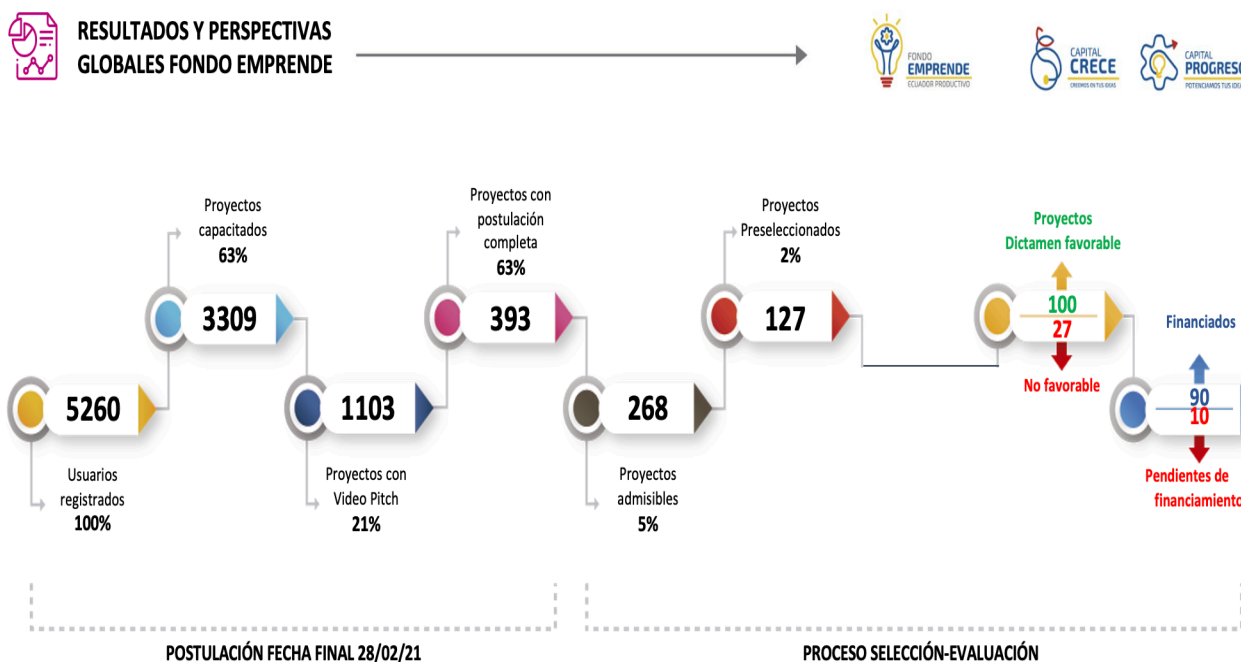 RESULTADOS Y PERSPECTIVAS
GLOBALES FONDO EMPRENDE
FONDO
EMPRENDE
ECUADOR PRODUCTIVO
CAPITAL
CRECE
CREEMOS EN TUS IDEAS
CAPITAL
PROGRESO
POTENCIAMOS TUS IDEA
5260
Usuarios
registrados
100%
Proyectos
capacitados
63%
3309
1103
Proyectos con
Video Pitch
21%
Proyectos con
postulación
completa
63%
393
268
Proyectos
admisibles
5%
Proyectos
Preseleccionados
2%
127
Proyectos
Dictamen favorable
100
27
No favorable
Financiados
90
10
Pendientes de
financiamiento
POSTULACIÓN FECHA FINAL 28/02/21
PROCESO SELECCIÓN-EVALUACIÓN